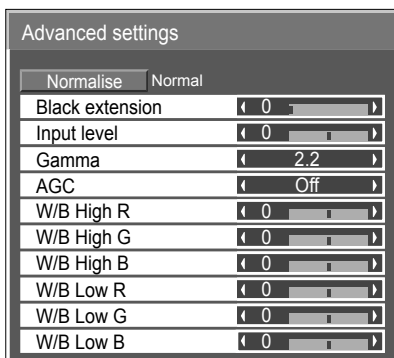 Advanced settings
Normalise Normal
Black extension 0
Input level 0
Gamma 2.2
AGC Off
W/B High R 0
W/B High G 0
W/B High B 0
W/B Low R 0
W/B Low G 0
W/B Low B 0